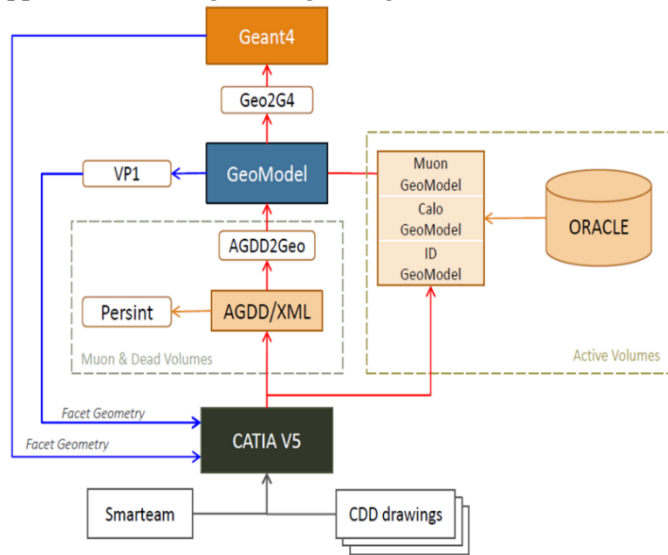 Geant4
Geo2G4
VP1
GeoModel
Muon
GeoModel
Calo
GeoModel
ID
GeoModel
ORACLE
AGDD2Geo
Persint
AGDD/XML
Muon & Dead Volumes
Active Volumes
Facet Geometry
Facet Geometry
CATIA V5
Smarteam
CDD drawings